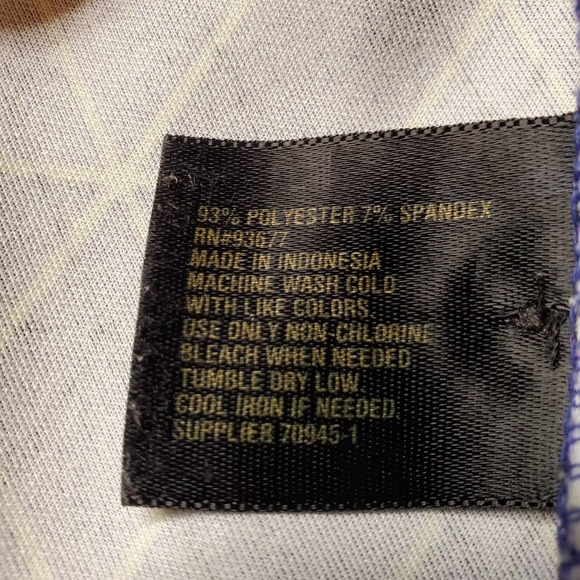 93% POLYESTER 7% SPANDEX
RN#93677
MADE IN INDONESIA
MACHINE WASH COLD
WITH LIKE COLORS
USE ONLY NON-CHLORINE
BLEACH WHEN NEEDED
TUMBLE DRY LOW.
COOL IRON IF NEEDED.
SUPPLIER 70945-1